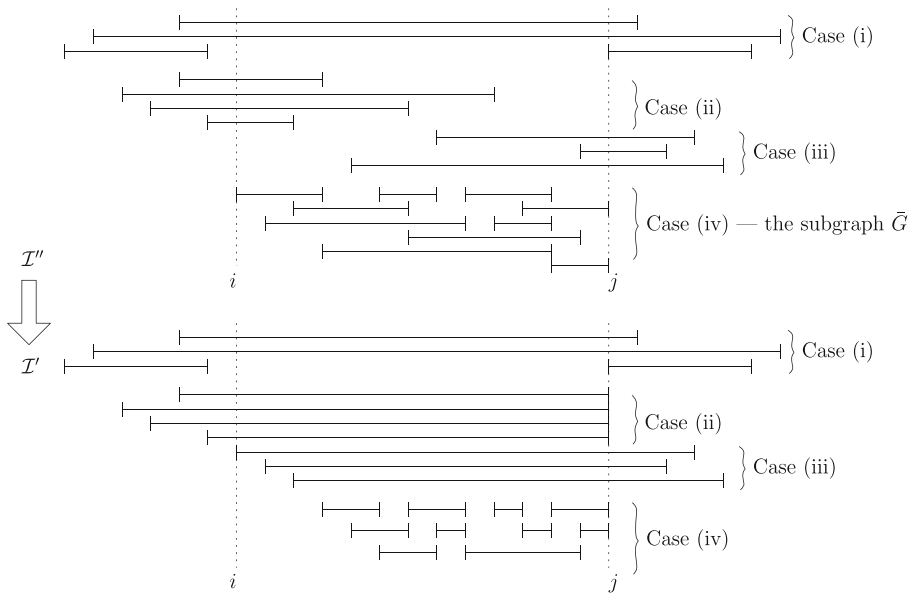 Case (i)
Case (ii)
Case (iii)
Case (iv) — the subgraph Ḡ
i j
ℐ″
ℐ′
Case (i)
Case (ii)
Case (iii)
Case (iv)
i j